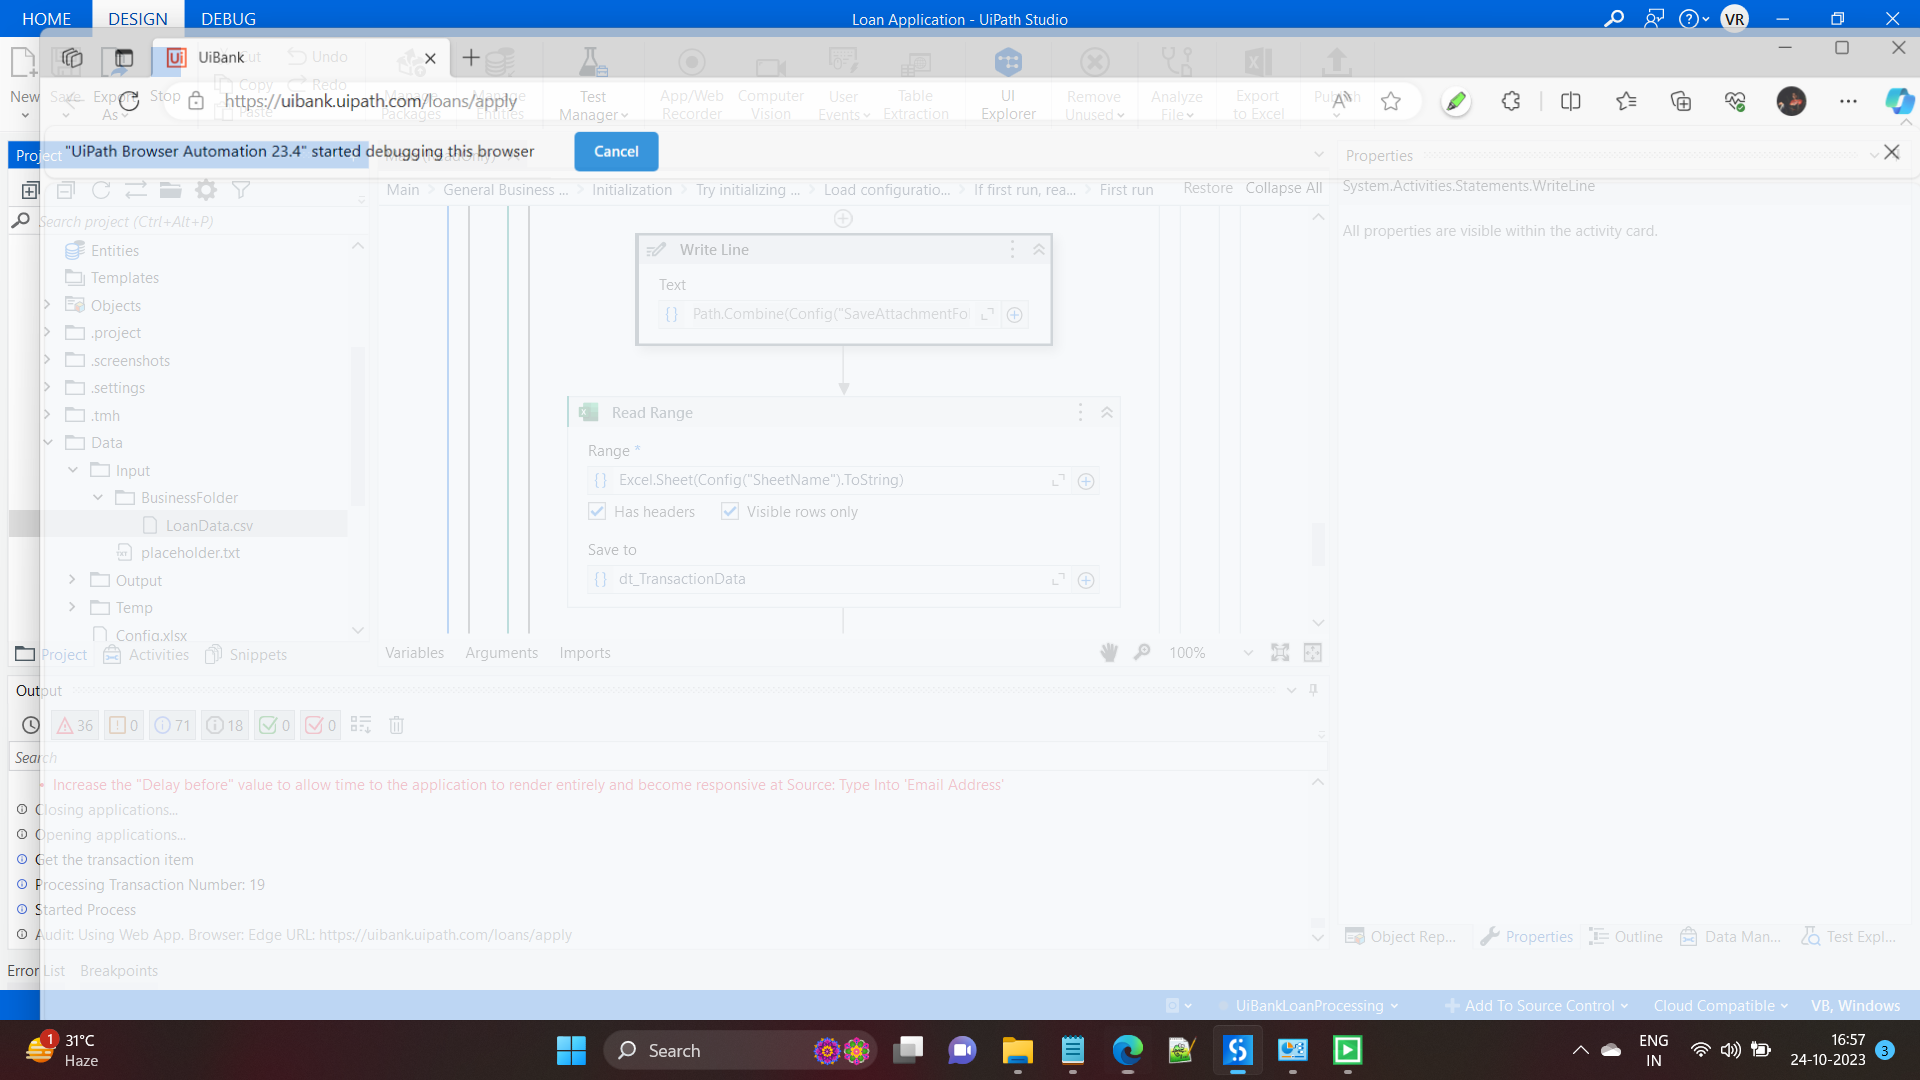 HOME DESIGN DEBUG Loan Application - UiPath Studio VR
UiBank
Cut Undo
Copy Redo
Paste
New Save Export As Stop Manage Packages Manage Entities Test Manager App/Web Recorder Computer Vision User Events Table Extraction UI Explorer Remove Unused Analyze File Export to Excel Publish
https://uibank.uipath.com/loans/apply
"UiPath Browser Automation 23.4" started debugging this browser Cancel
Project
Properties
Main General Business ... Initialization Try initializing ... Load configuratio... If first run, rea... First run Restore Collapse All
System.Activities.Statements.WriteLine
All properties are visible within the activity card.
Search project (Ctrl+Alt+P)
Entities
Templates
Objects
.project
.screenshots
.settings
.tmh
Data
Input
BusinessFolder
LoanData.csv
placeholder.txt
Output
Temp
Config.xlsx
Project Activities Snippets
Write Line
Text
Path.Combine(Config("SaveAttachmentFo
Read Range
Range *
Excel.Sheet(Config("SheetName").ToString)
Has headers Visible rows only
Save to
dt_TransactionData
Variables Arguments Imports 100%
Output
36 0 71 18 0 0
Search
• Increase the "Delay before" value to allow time to the application to render entirely and become responsive at Source: Type Into 'Email Address'
Closing applications...
Opening applications...
Get the transaction item
Processing Transaction Number: 19
Started Process
Audit: Using Web App. Browser: Edge URL: https://uibank.uipath.com/loans/apply
Object Rep... Properties Outline Data Man... Test Expl...
Error List Breakpoints
UiBankLoanProcessing Add To Source Control Cloud Compatible VB, Windows
1 31°C
Haze
Search
ENG
IN
16:57
24-10-2023 3